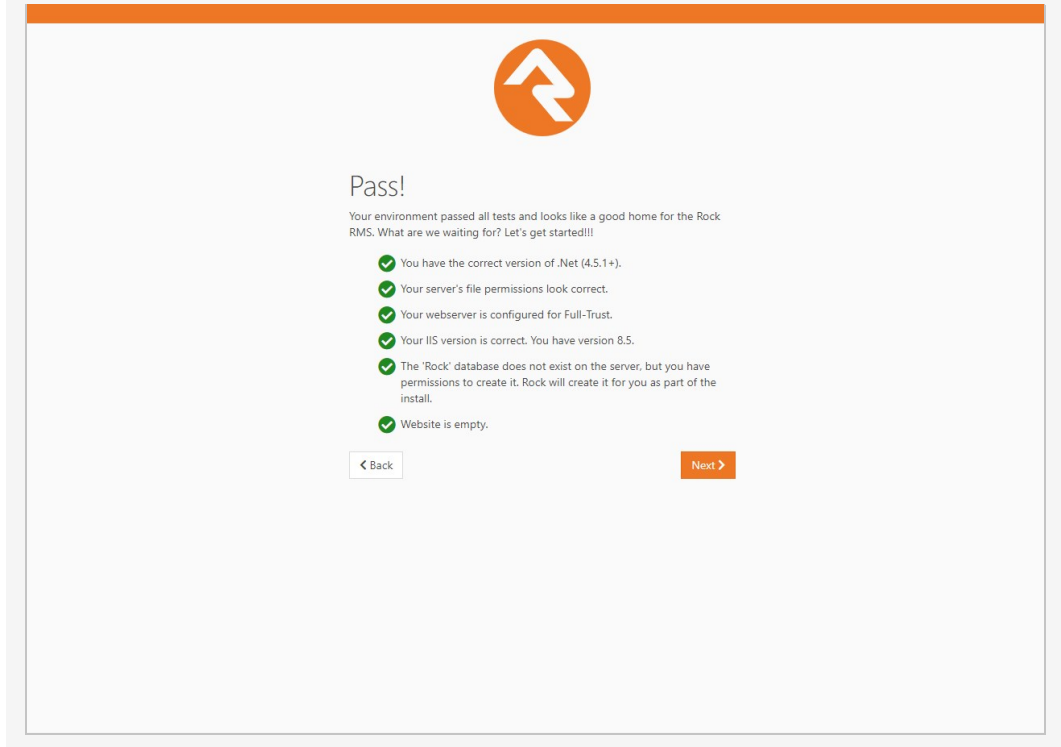 Pass!
Your environment passed all tests and looks like a good home for the Rock
RMS. What are we waiting for? Let's get started!!!
You have the correct version of .Net (4.5.1+).
Your server's file permissions look correct.
Your webserver is configured for Full-Trust.
Your IIS version is correct. You have version 8.5.
The 'Rock' database does not exist on the server, but you have
permissions to create it. Rock will create it for you as part of the
install.
Website is empty.
Back
Next